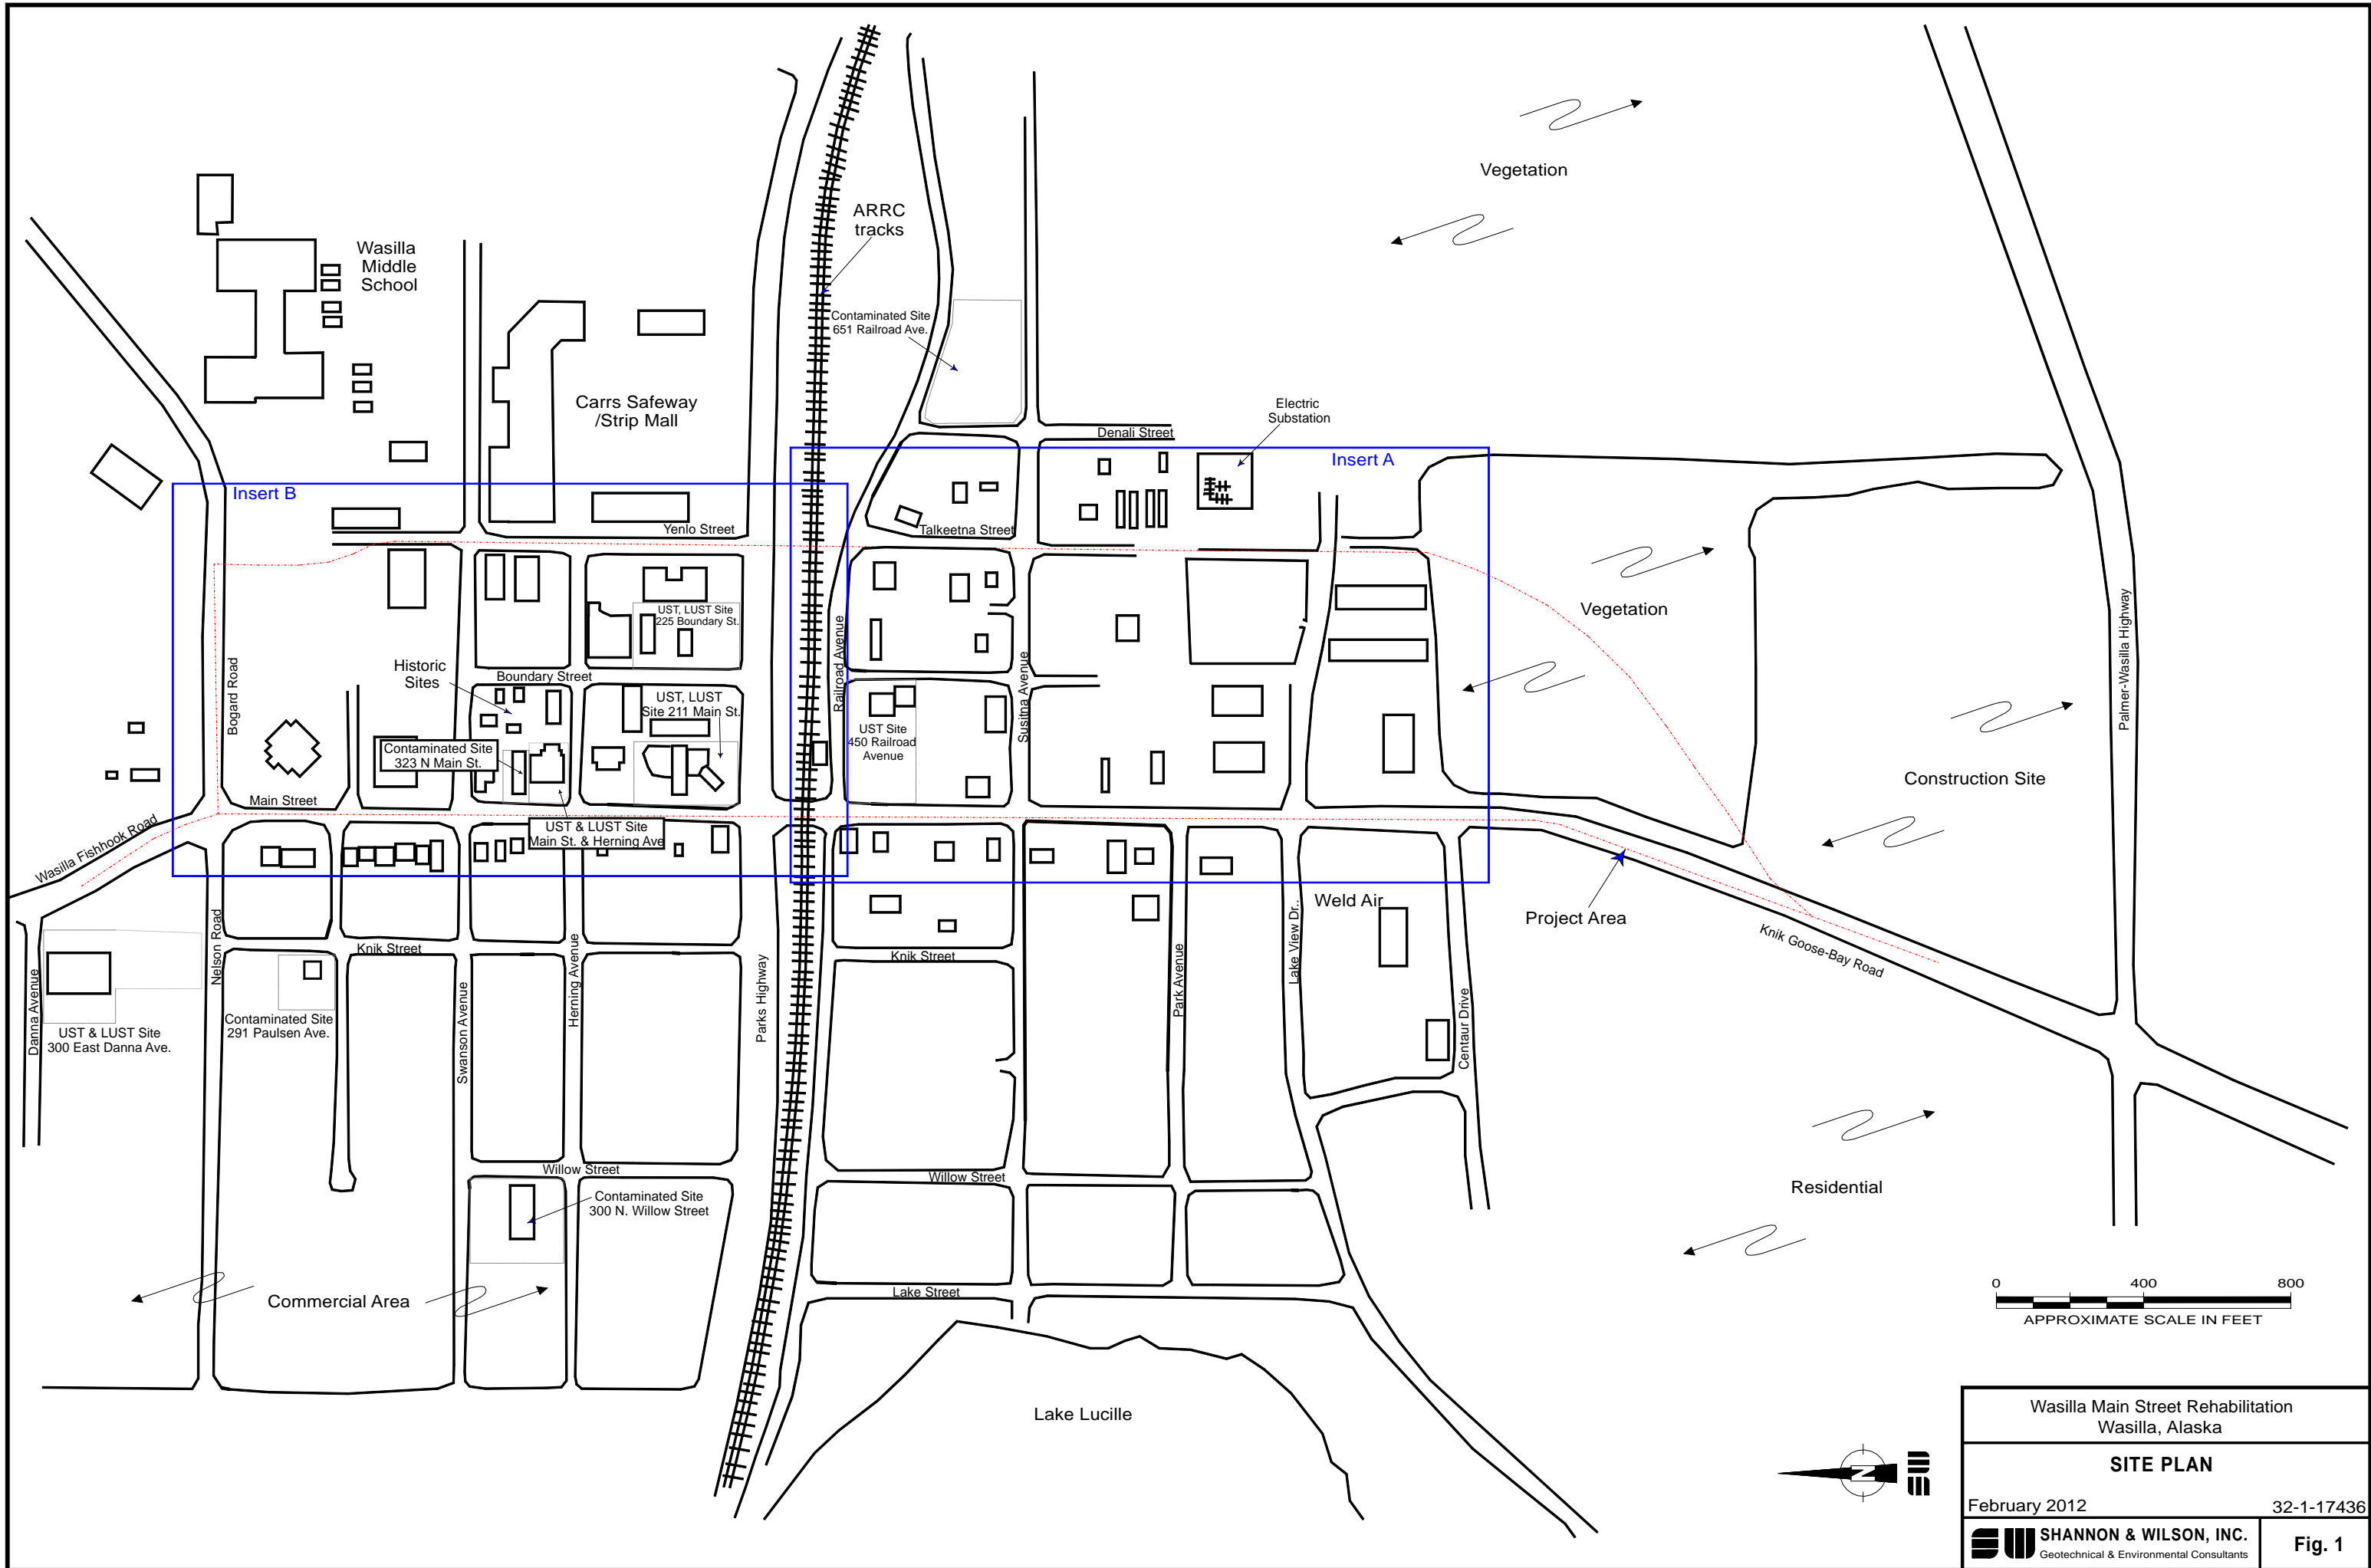 Vegetation
ARRC
tracks
Wasilla
Middle
School
Contaminated Site
651 Railroad Ave.
Carrs Safeway
/Strip Mall
Electric
Substation
Denali Street
Insert A
Insert B
Yenlo Street
Talkeetna Street
Vegetation
UST, LUST Site
225 Boundary St.
Railroad Avenue
Palmer-Wasilla Highway
Bogard Road
Historic
Sites
Boundary Street
Susitna Avenue
UST, LUST
Site 211 Main St.
UST Site
450 Railroad
Avenue
Contaminated Site
323 N Main St.
Construction Site
Main Street
Wasilla Fishhook Road
UST & LUST Site
Main St. & Herning Ave
Weld Air
Project Area
Knik Goose-Bay Road
Nelson Road
Knik Street
Knik Street
Herning Avenue
Parks Highway
Park Avenue
Lake View Dr..
Danna Avenue
Swanson Avenue
Centaur Drive
Contaminated Site
291 Paulsen Ave.
UST & LUST Site
300 East Danna Ave.
Willow Street
Willow Street
Contaminated Site
300 N. Willow Street
Residential
Commercial Area
Lake Street
0 400 800
APPROXIMATE SCALE IN FEET
Lake Lucille
N
Wasilla Main Street Rehabilitation
Wasilla, Alaska
SITE PLAN
February 2012 32-1-17436
SHANNON & WILSON, INC.
Geotechnical & Environmental Consultants
Fig. 1